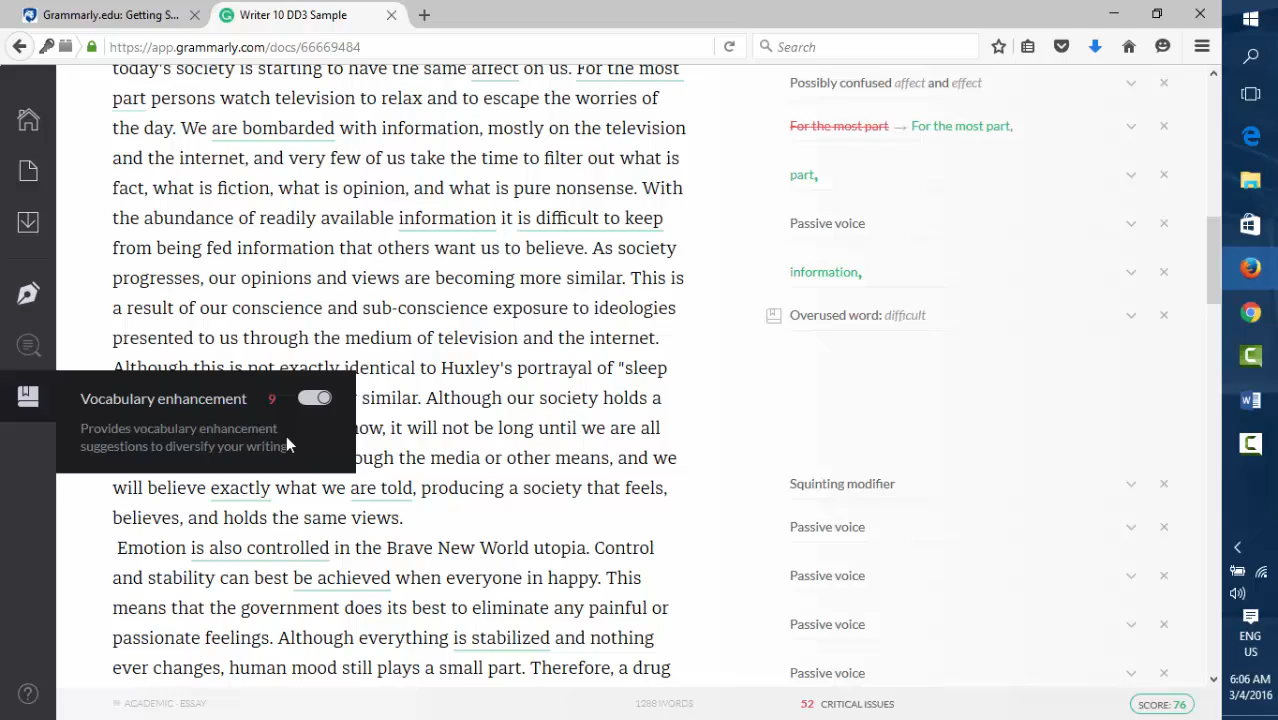 Grammarly.edu: Getting S...
Writer 10 DD3 Sample
https://app.grammarly.com/docs/66669484
Search
today's society is starting to have the same affect on us. For the most
part persons watch television to relax and to escape the worries of
the day. We are bombarded with information, mostly on the television
and the internet, and very few of us take the time to filter out what is
fact, what is fiction, what is opinion, and what is pure nonsense. With
the abundance of readily available information it is difficult to keep
from being fed information that others want us to believe. As society
progresses, our opinions and views are becoming more similar. This is
a result of our conscience and sub-conscience exposure to ideologies
presented to us through the medium of television and the internet.
Although this is not exactly identical to Huxley's portrayal of "sleep
similar. Although our society holds a
now, it will not be long until we are all
ough the media or other means, and we
will believe exactly what we are told, producing a society that feels,
believes, and holds the same views.
Emotion is also controlled in the Brave New World utopia. Control
and stability can best be achieved when everyone in happy. This
means that the government does its best to eliminate any painful or
passionate feelings. Although everything is stabilized and nothing
ever changes, human mood still plays a small part. Therefore, a drug
Vocabulary enhancement 9
Provides vocabulary enhancement
suggestions to diversify your writing
Possibly confused affect and effect
For the most part → For the most part,
part,
Passive voice
information,
Overused word: difficult
Squinting modifier
Passive voice
Passive voice
Passive voice
Passive voice
ACADEMIC · ESSAY
1288 WORDS
52 CRITICAL ISSUES
SCORE: 76
ENG
US
6:06 AM
3/4/2016